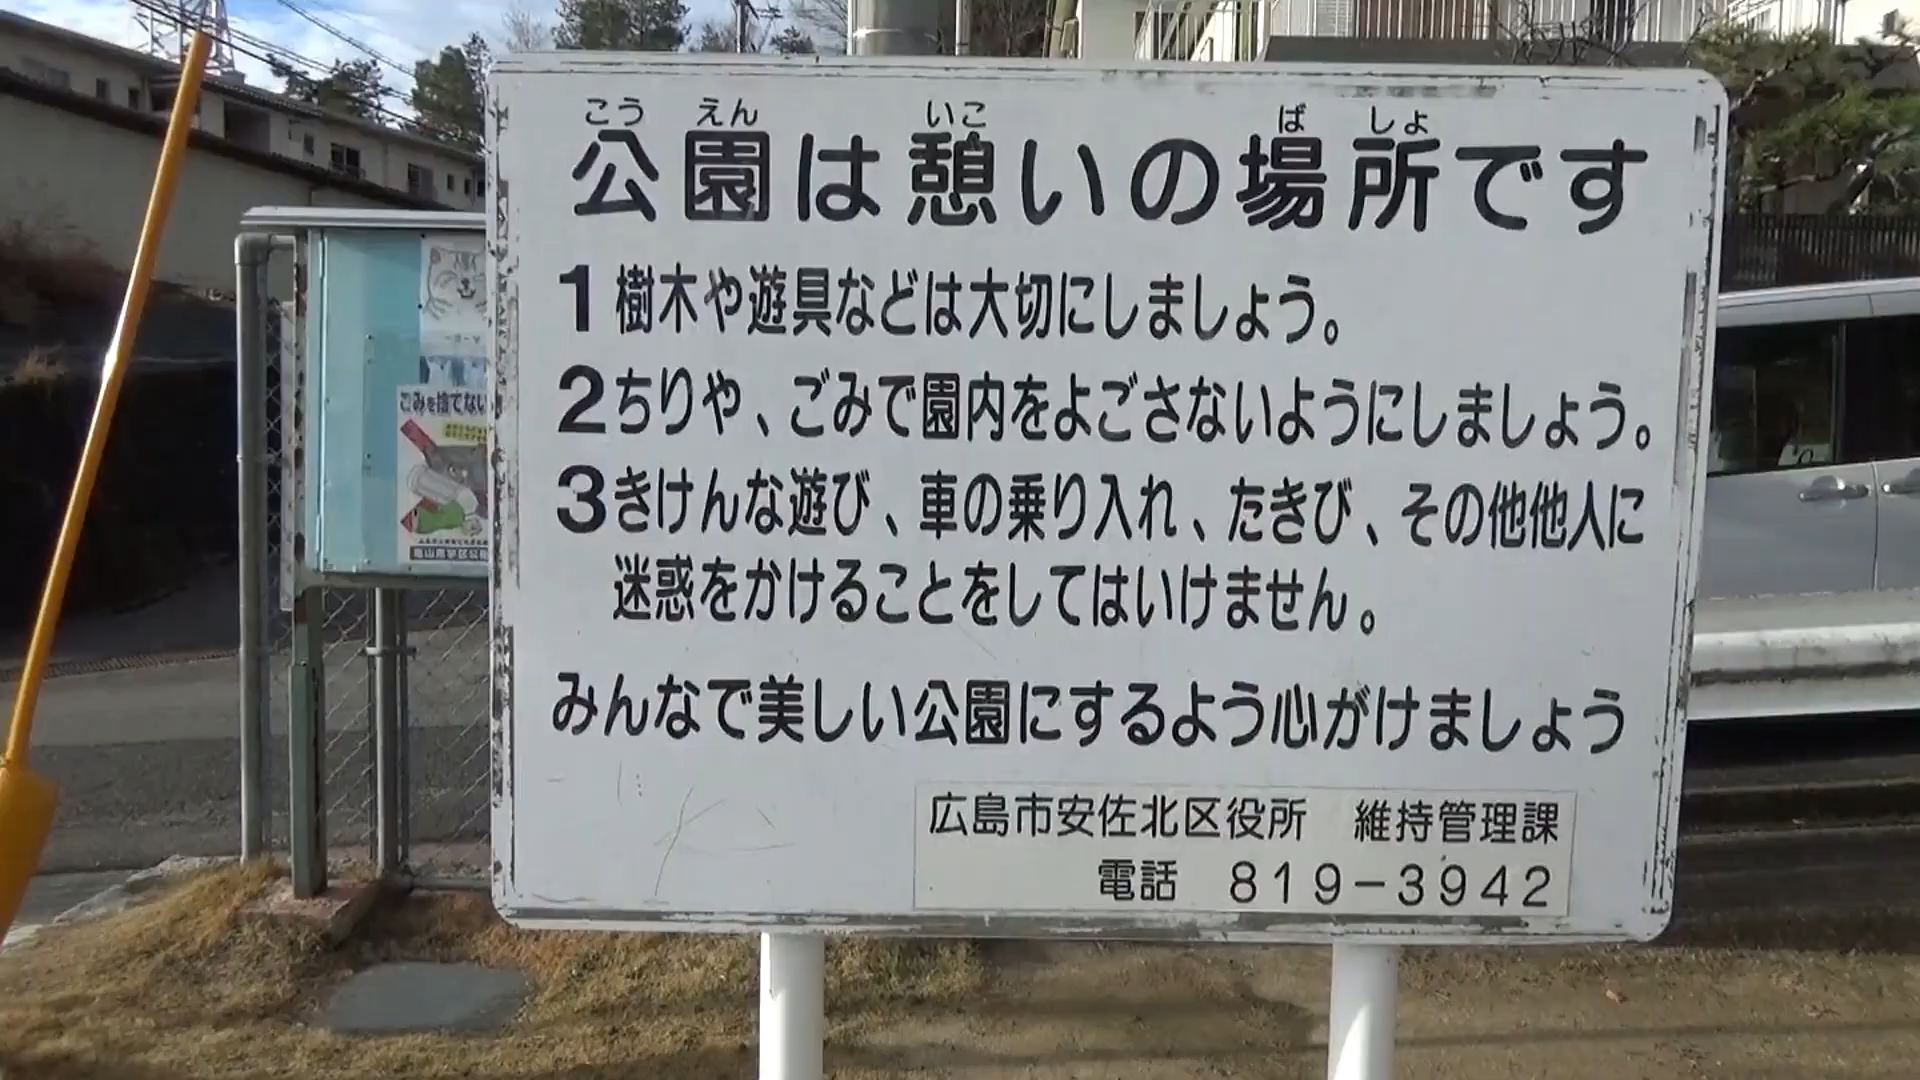 こう えん いこ ば しょ
公園は憩いの場所です
1 樹木や遊具などは大切にしましょう。
2 ちりや、ごみで園内をよごさないようにしましょう。
3 きけんな遊び、車の乗り入れ、たきび、その他他人に
迷惑をかけることをしてはいけません。
みんなで美しい公園にするよう心がけましょう
広島市安佐北区役所 維持管理課
電話 819-3942
ごみを捨てない